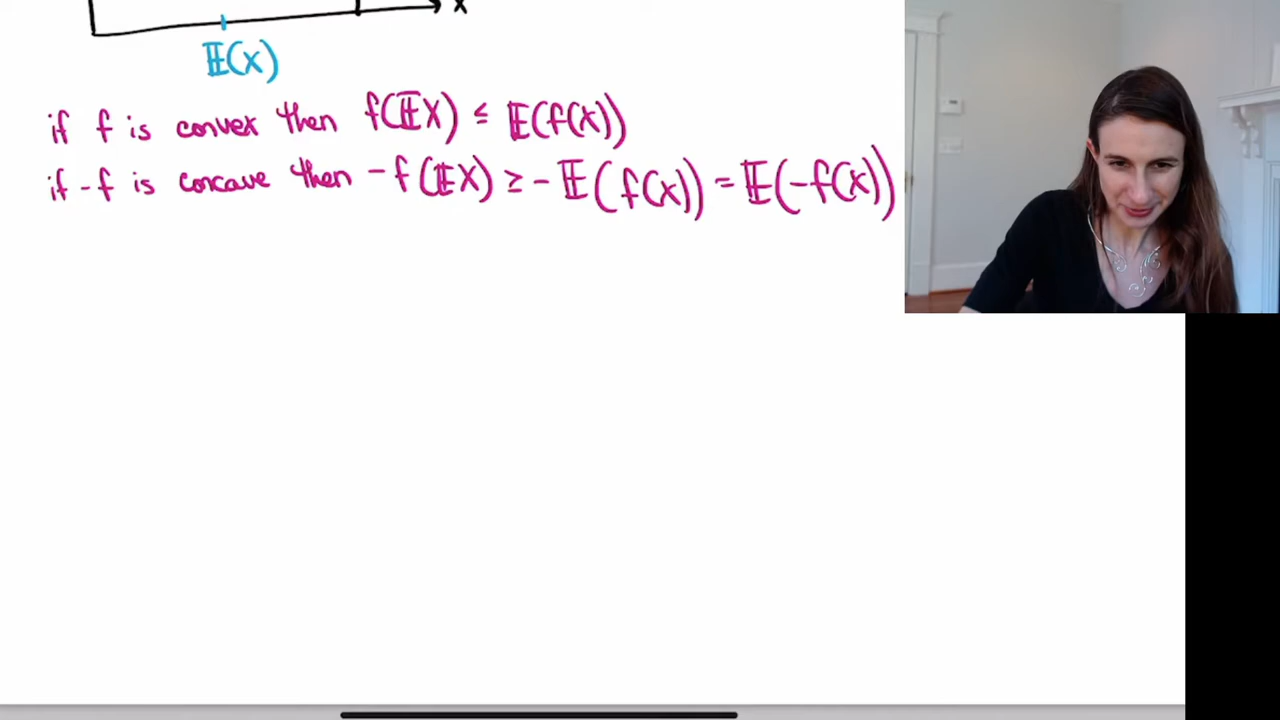 x
𝔼(x)
if f is convex then f(𝔼X) ≤ 𝔼(f(x))
if -f is concave then -f(𝔼X) ≥ -𝔼(f(x)) = 𝔼(-f(x))